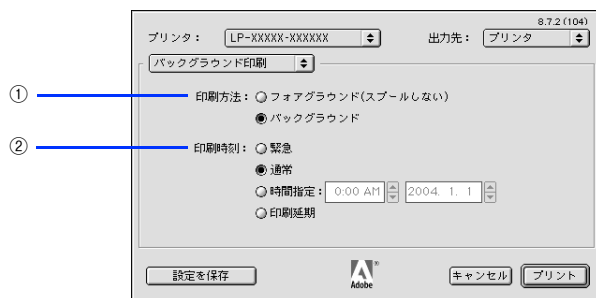 8.7.2 (104)
プリンタ： LP-XXXXX-XXXXXX 出力先： プリンタ
バックグラウンド印刷
① 印刷方法： フォアグラウンド(スプールしない)
バックグラウンド
② 印刷時刻： 緊急
通常
時間指定： 0:00 AM 2004. 1. 1
印刷延期
設定を保存 Adobe ® キャンセル プリント